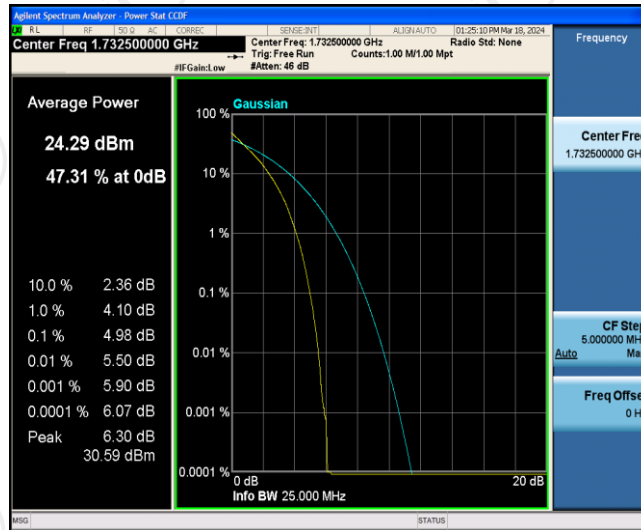 Agilent Spectrum Analyzer - Power Stat CCDF
RL RF 50 Ω AC CORREC SENSE:INT ALIGN AUTO 01:25:10 PM Mar 18, 2024
Center Freq 1.732500000 GHz
Center Freq: 1.732500000 GHz Radio Std: None
Trig: Free Run Counts:1.00 M/1.00 Mpt
#IFGain:Low #Atten: 46 dB
Frequency
Average Power
24.29 dBm
47.31 % at 0dB
10.0 % 2.36 dB
1.0 % 4.10 dB
0.1 % 4.98 dB
0.01 % 5.50 dB
0.001 % 5.90 dB
0.0001 % 6.07 dB
Peak 6.30 dB
30.59 dBm
Gaussian
100 %
10 %
1 %
0.1 %
0.01 %
0.001 %
0.0001 %
0 dB 20 dB
Info BW 25.000 MHz
Center Fre
1.732500000 GH
CF Ste
5.000000 MH
Auto Ma
Freq Offse
0 H
MSG STATUS